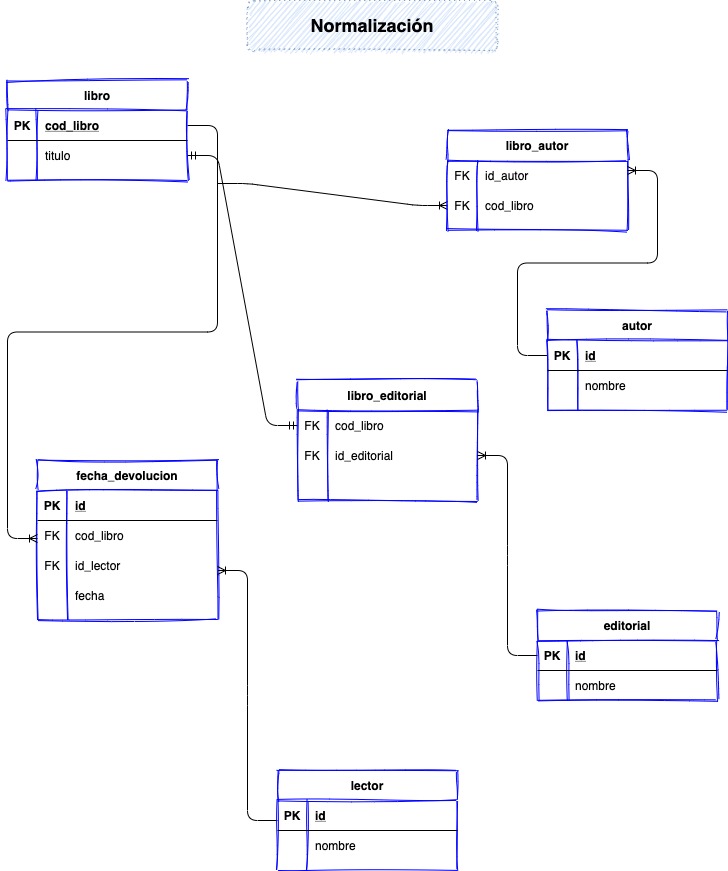 Normalización
libro
PK cod_libro
titulo
libro_autor
FK id_autor
FK cod_libro
autor
PK id
nombre
libro_editorial
FK cod_libro
FK id_editorial
fecha_devolucion
PK id
FK cod_libro
FK id_lector
fecha
editorial
PK id
nombre
lector
PK id
nombre